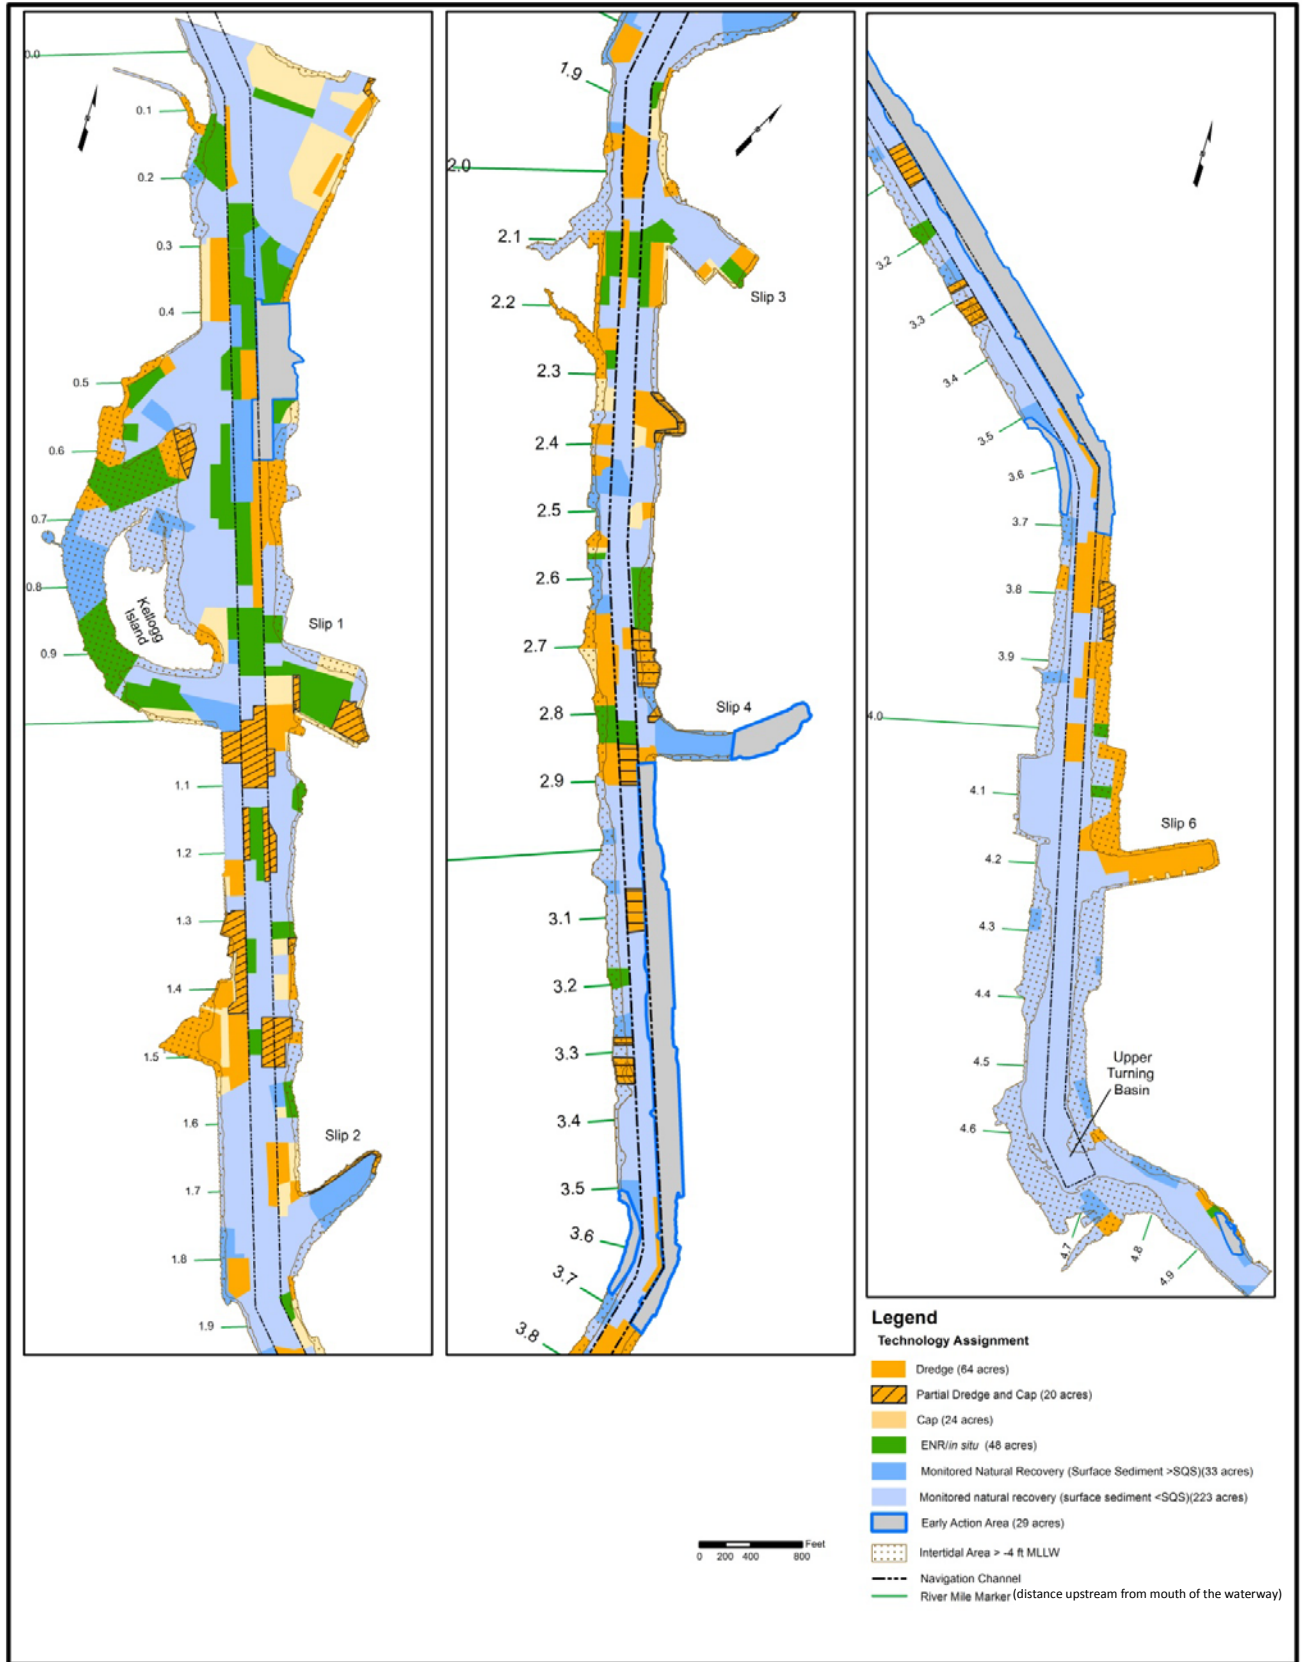 0.0
0.1
0.2
0.3
0.4
0.5
0.6
0.7
0.8
0.9
Kellogg
Island
Slip 1
1.1
1.2
1.3
1.4
1.5
1.6
Slip 2
1.7
1.8
1.9
1.9
2.0
2.1
Slip 3
2.2
2.3
2.4
2.5
2.6
2.7
Slip 4
2.8
2.9
3.1
3.2
3.3
3.4
3.5
3.6
3.7
3.8
3.2
3.3
3.4
3.5
3.6
3.7
3.8
3.9
4.0
4.1
Slip 6
4.2
4.3
4.4
4.5
Upper
Turning
Basin
4.6
4.7
4.8
4.9
Legend
Technology Assignment
Dredge (64 acres)
Partial Dredge and Cap (20 acres)
Cap (24 acres)
ENR/in situ (48 acres)
Monitored Natural Recovery (Surface Sediment >SQS)(33 acres)
Monitored natural recovery (surface sediment <SQS)(223 acres)
Early Action Area (29 acres)
Intertidal Area > -4 ft MLLW
Navigation Channel
River Mile Marker (distance upstream from mouth of the waterway)
Feet
0 200 400 800